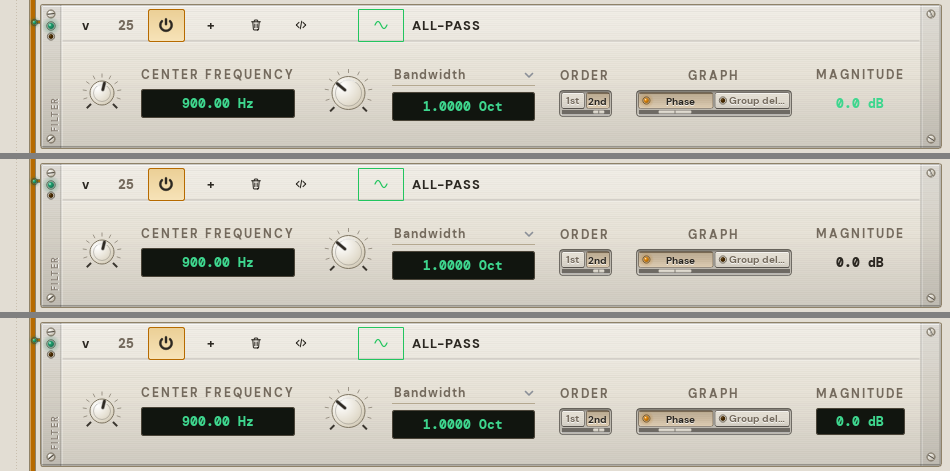 v 25 + </> ALL-PASS
CENTER FREQUENCY Bandwidth ORDER GRAPH MAGNITUDE
900.00 Hz 1.0000 Oct 1st 2nd Phase Group del... 0.0 dB
FILTER
v 25 + </> ALL-PASS
CENTER FREQUENCY Bandwidth ORDER GRAPH MAGNITUDE
900.00 Hz 1.0000 Oct 1st 2nd Phase Group del... 0.0 dB
FILTER
v 25 + </> ALL-PASS
CENTER FREQUENCY Bandwidth ORDER GRAPH MAGNITUDE
900.00 Hz 1.0000 Oct 1st 2nd Phase Group del... 0.0 dB
FILTER